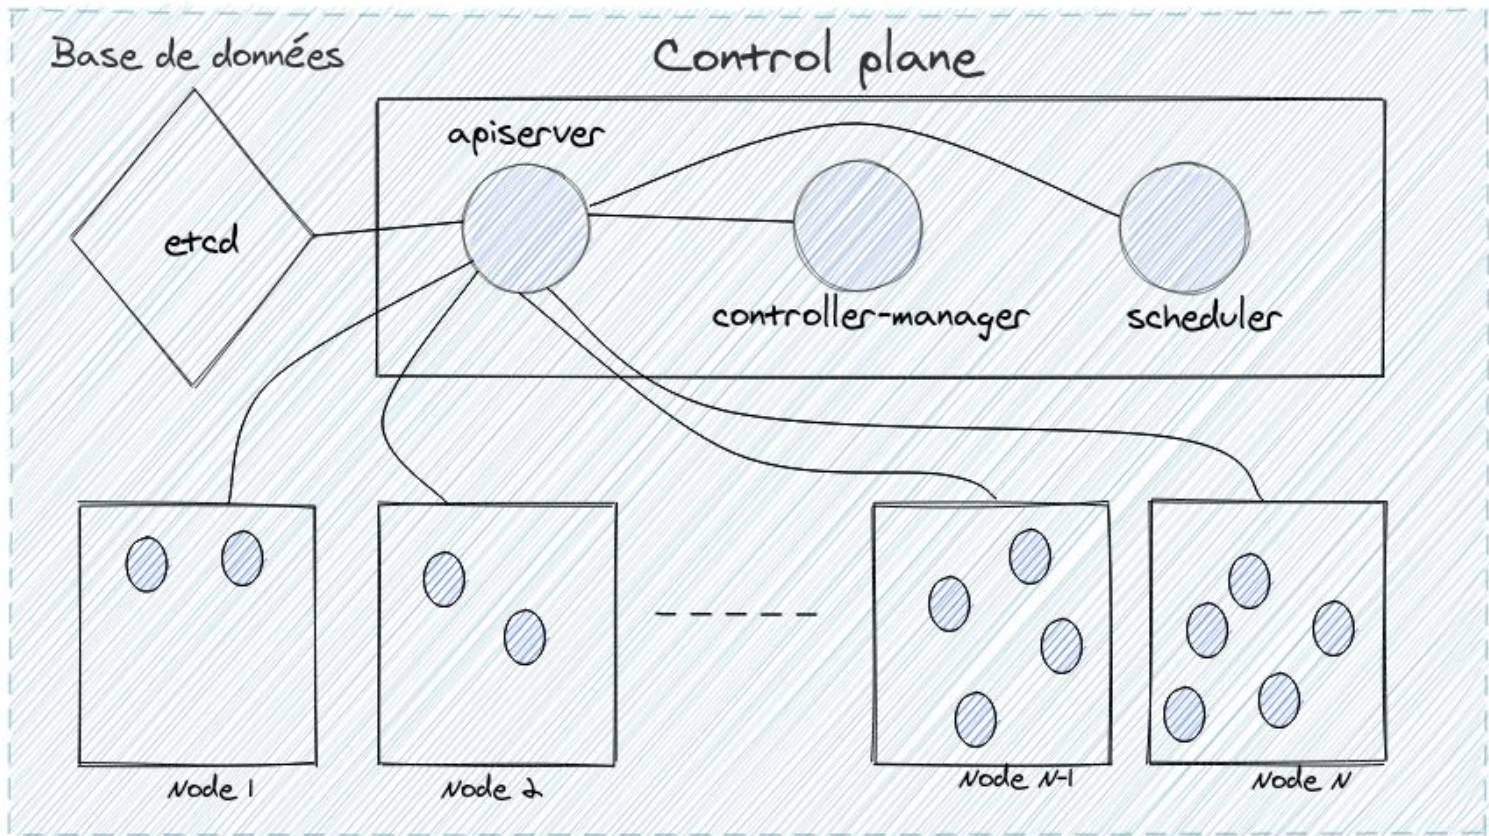 Base de données
Control plane
apiserver
etcd
controller-manager
scheduler
Node 1
Node 2
Node N-1
Node N